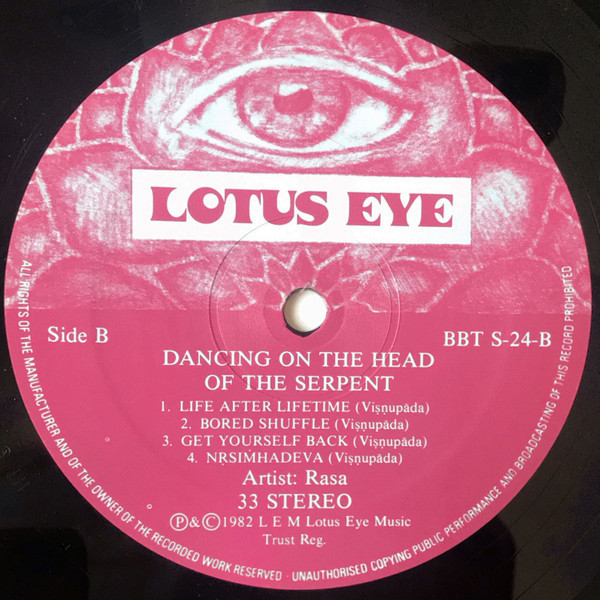 LOTUS EYE
Side B
BBT S-24-B
DANCING ON THE HEAD
OF THE SERPENT
1. LIFE AFTER LIFETIME (Viṣṇupāda)
2. BORED SHUFFLE (Viṣṇupāda)
3. GET YOURSELF BACK (Viṣṇupāda)
4. NṚSIṀHADEVA (Viṣṇupāda)
Artist: Rasa
33 STEREO
Ⓟ&©1982 L E M Lotus Eye Music
Trust Reg.
ALL RIGHTS OF THE MANUFACTURER AND OF THE OWNER OF THE RECORDED WORK RESERVED · UNAUTHORISED COPYING PUBLIC PERFORMANCE AND BROADCASTING OF THIS RECORD PROHIBITED